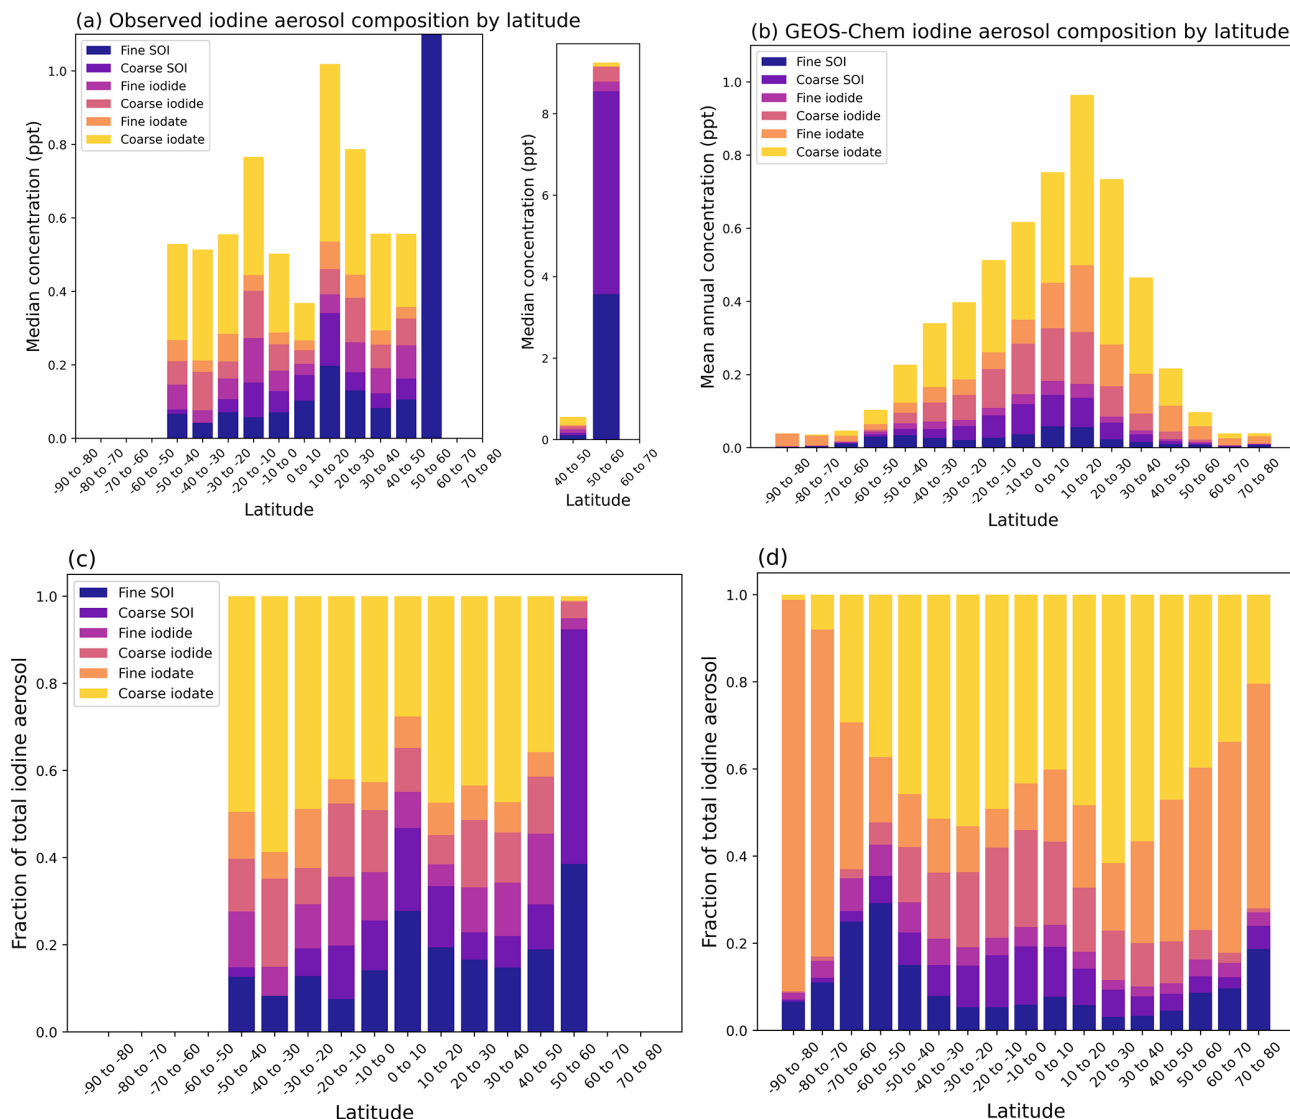 (a) Observed iodine aerosol composition by latitude
Fine SOI
Coarse SOI
Fine iodide
Coarse iodide
Fine iodate
Coarse iodate
Median concentration (ppt)
1.0
0.8
0.6
0.4
0.2
0.0
-90 to -80
-80 to -70
-70 to -60
-60 to -50
-50 to -40
-40 to -30
-30 to -20
-20 to -10
-10 to 0
0 to 10
10 to 20
20 to 30
30 to 40
40 to 50
50 to 60
60 to 70
70 to 80
Latitude
Median concentration (ppt)
8
6
4
2
0
40 to 50
50 to 60
60 to 70
Latitude
(b) GEOS-Chem iodine aerosol composition by latitude
Fine SOI
Coarse SOI
Fine iodide
Coarse iodide
Fine iodate
Coarse iodate
Mean annual concentration (ppt)
1.0
0.8
0.6
0.4
0.2
0.0
-90 to -80
-80 to -70
-70 to -60
-60 to -50
-50 to -40
-40 to -30
-30 to -20
-20 to -10
-10 to 0
0 to 10
10 to 20
20 to 30
30 to 40
40 to 50
50 to 60
60 to 70
70 to 80
Latitude
(c)
Fine SOI
Coarse SOI
Fine iodide
Coarse iodide
Fine iodate
Coarse iodate
Fraction of total iodine aerosol
1.0
0.8
0.6
0.4
0.2
0.0
-90 to -80
-80 to -70
-70 to -60
-60 to -50
-50 to -40
-40 to -30
-30 to -20
-20 to -10
-10 to 0
0 to 10
10 to 20
20 to 30
30 to 40
40 to 50
50 to 60
60 to 70
70 to 80
Latitude
(d)
Fraction of total iodine aerosol
1.0
0.8
0.6
0.4
0.2
0.0
-90 to -80
-80 to -70
-70 to -60
-60 to -50
-50 to -40
-40 to -30
-30 to -20
-20 to -10
-10 to 0
0 to 10
10 to 20
20 to 30
30 to 40
40 to 50
50 to 60
60 to 70
70 to 80
Latitude